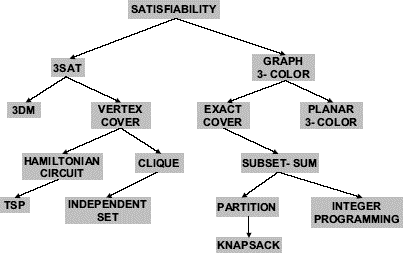 SATISFIABILITY
3SAT
GRAPH
3- COLOR
3DM
VERTEX
COVER
EXACT
COVER
PLANAR
3- COLOR
HAMILTONIAN
CIRCUIT
CLIQUE
SUBSET- SUM
TSP
INDEPENDENT
SET
PARTITION
INTEGER
PROGRAMMING
KNAPSACK